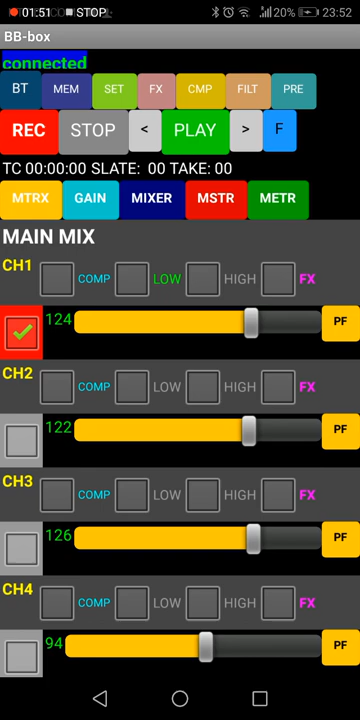 01:51 STOP 20% 23:52
BB-box
connected
BT MEM SET FX CMP FILT PRE
REC STOP < PLAY > F
TC 00:00:00 SLATE: 00 TAKE: 00
MTRX GAIN MIXER MSTR METR
MAIN MIX
CH1 COMP LOW HIGH FX
124 PF
CH2 COMP LOW HIGH FX
122 PF
CH3 COMP LOW HIGH FX
126 PF
CH4 COMP LOW HIGH FX
94 PF